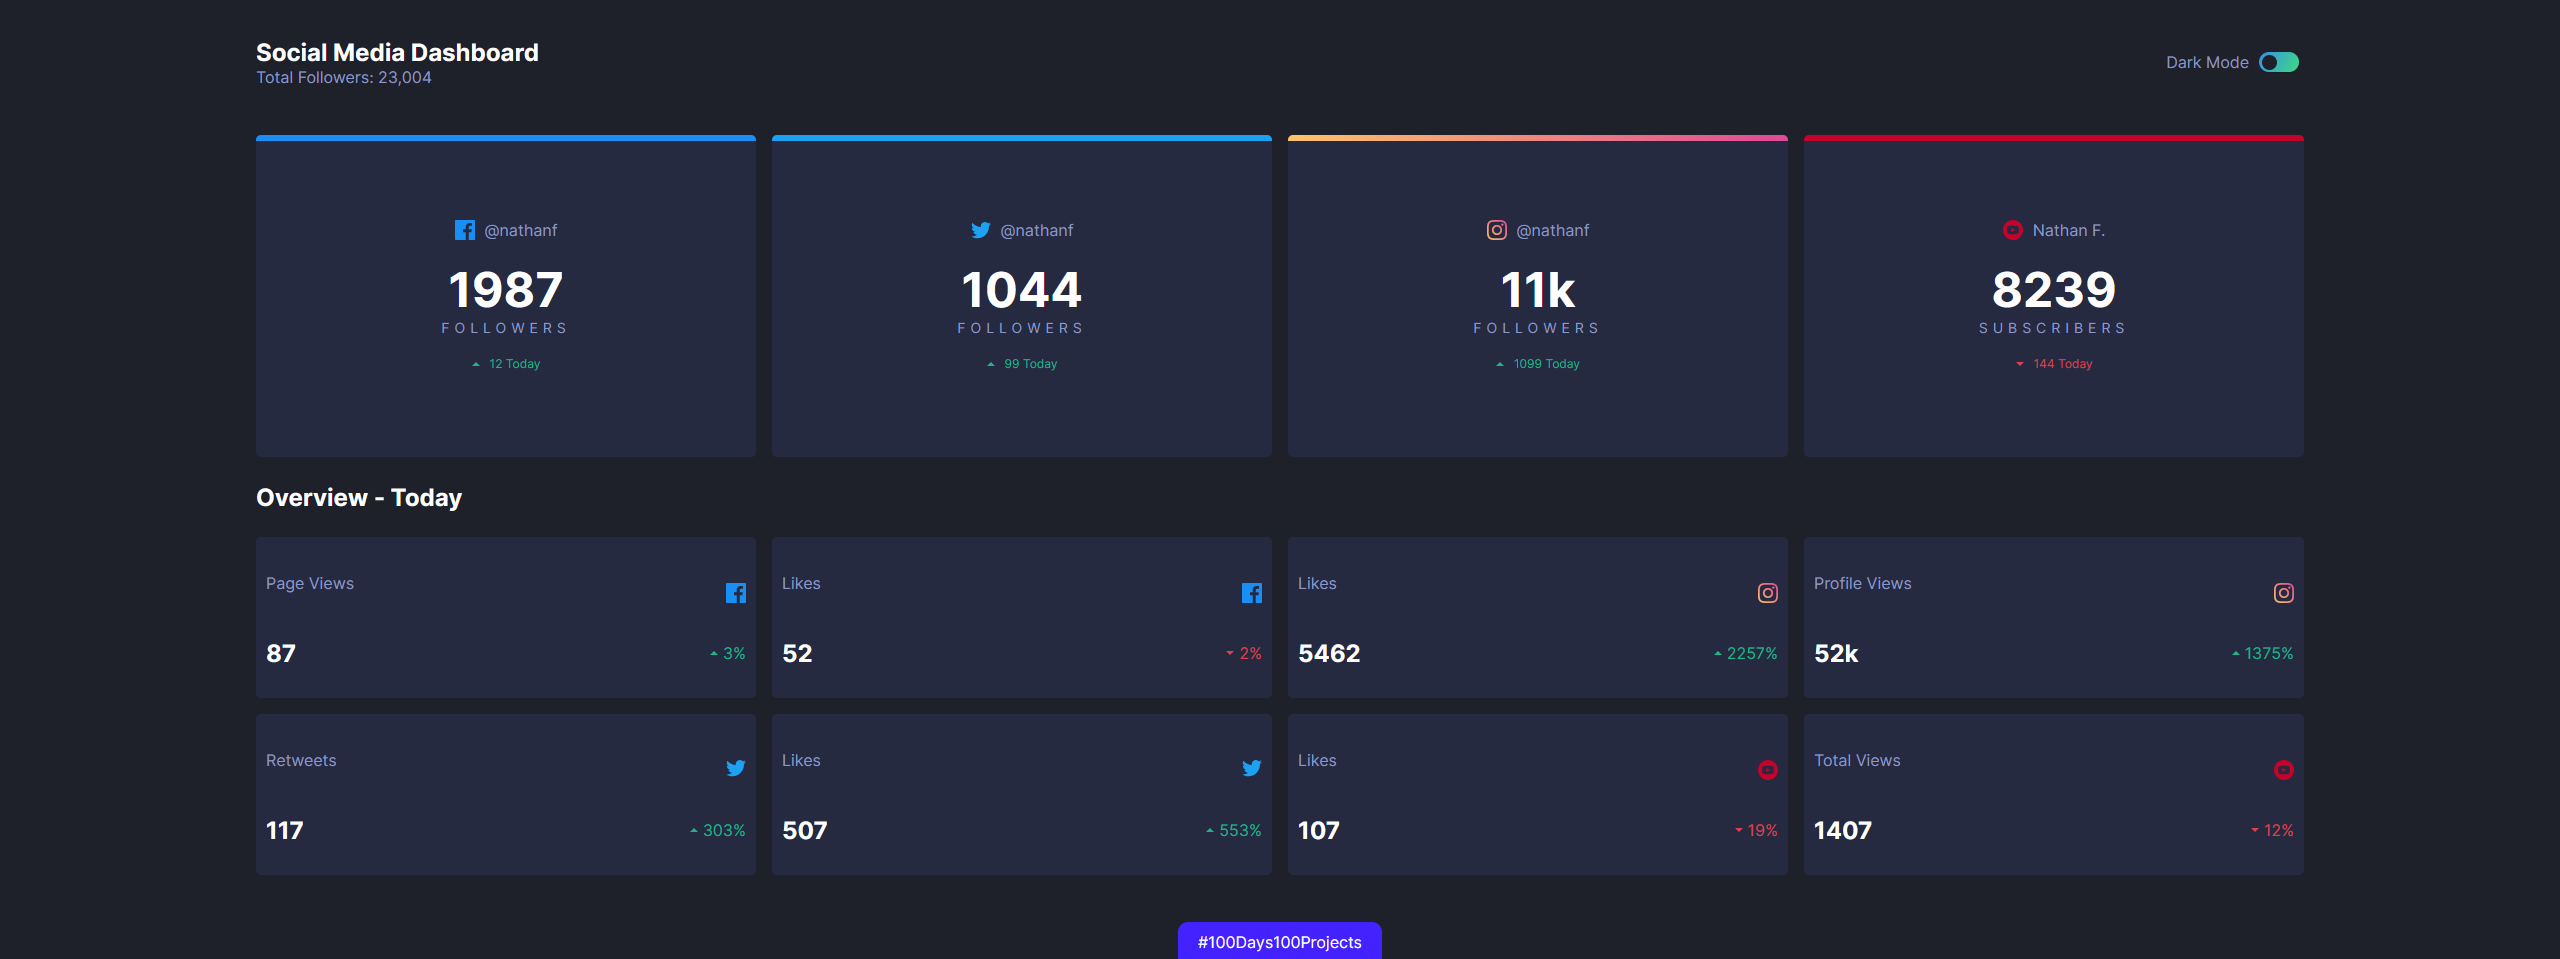 Social Media Dashboard
Total Followers: 23,004
Dark Mode
@nathanf
1987
FOLLOWERS
12 Today
@nathanf
1044
FOLLOWERS
99 Today
@nathanf
11k
FOLLOWERS
1099 Today
Nathan F.
8239
SUBSCRIBERS
144 Today
Overview - Today
Page Views
87
3%
Likes
52
2%
Likes
5462
2257%
Profile Views
52k
1375%
Retweets
117
303%
Likes
507
553%
Likes
107
19%
Total Views
1407
12%
#100Days100Projects